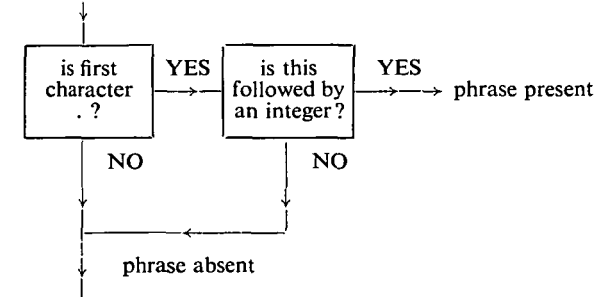 is first
character
. ?
YES
is this
followed by
an integer?
YES
phrase present
NO
NO
phrase absent